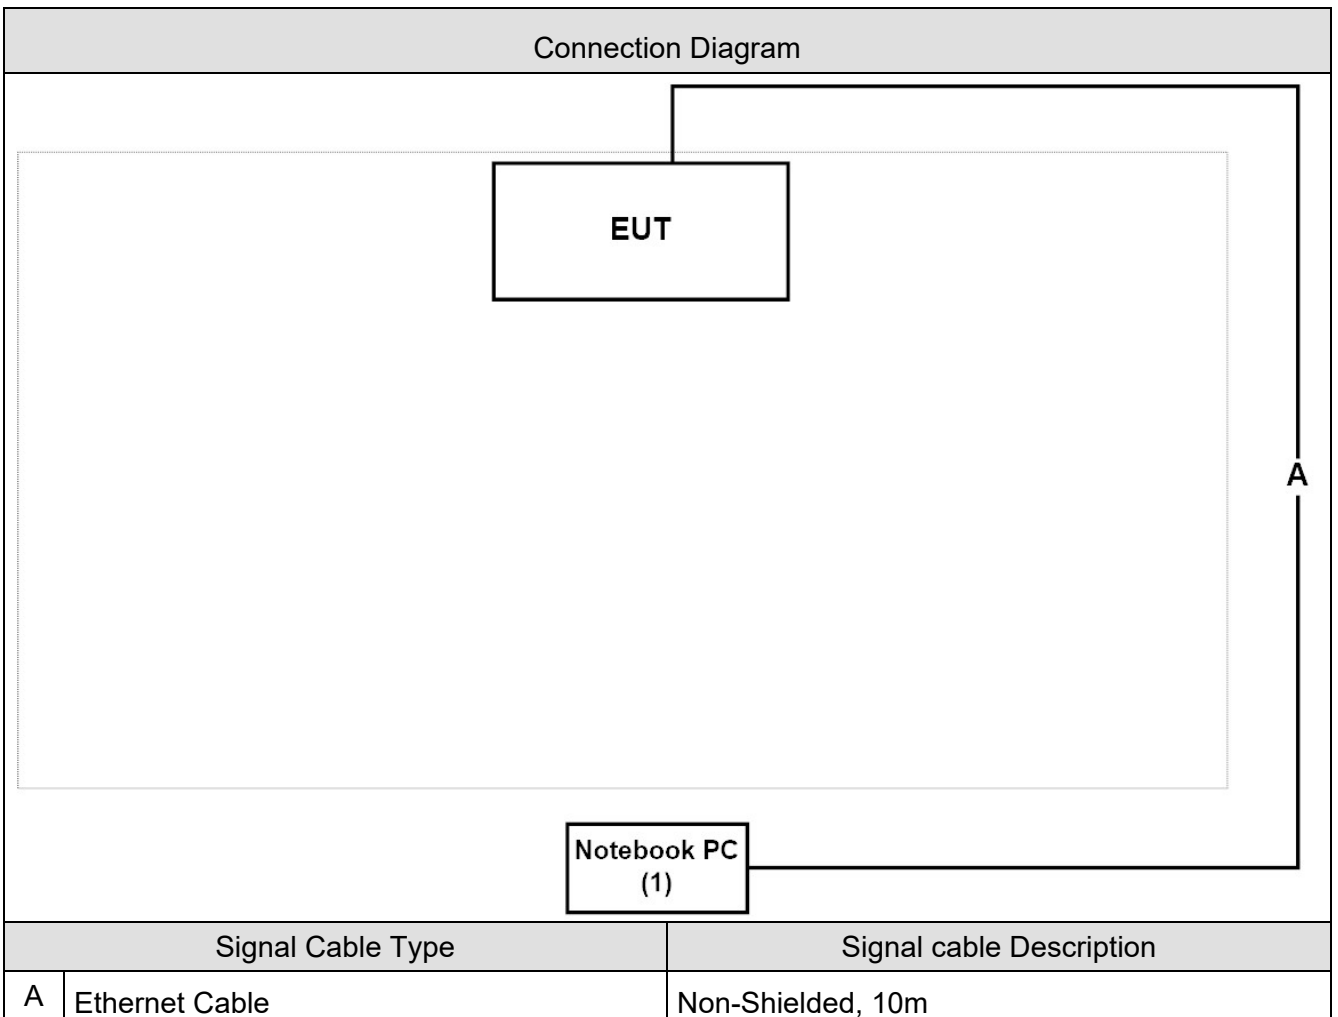 Connection Diagram
EUT
A
Notebook PC
(1)
Signal Cable Type
Signal cable Description
A
Ethernet Cable
Non-Shielded, 10m